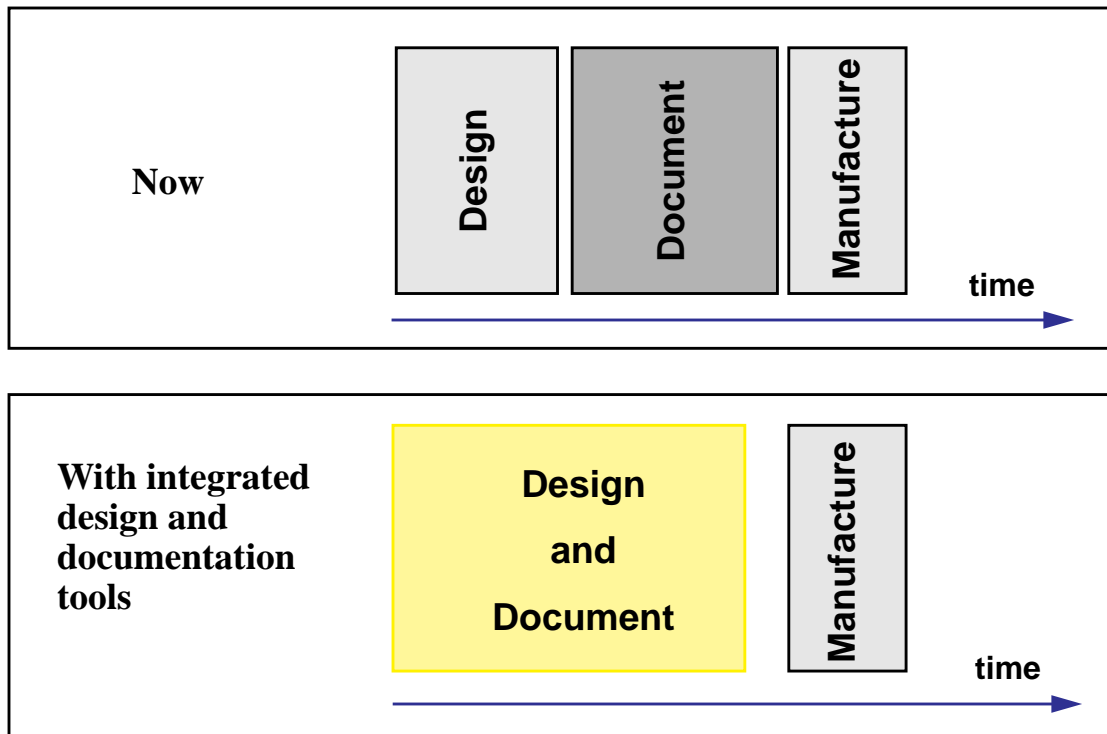 Now
Design
Document
Manufacture
time
With integrated
design and
documentation
tools
Design
and
Document
Manufacture
time